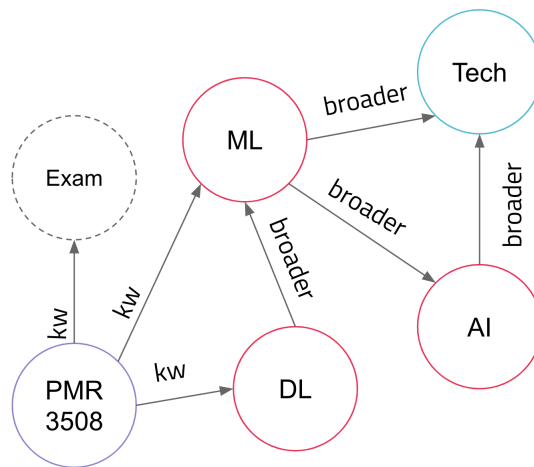 Tech
broader
ML
Exam
broader
broader
broader
kw
kw
AI
kw
PMR
3508
DL